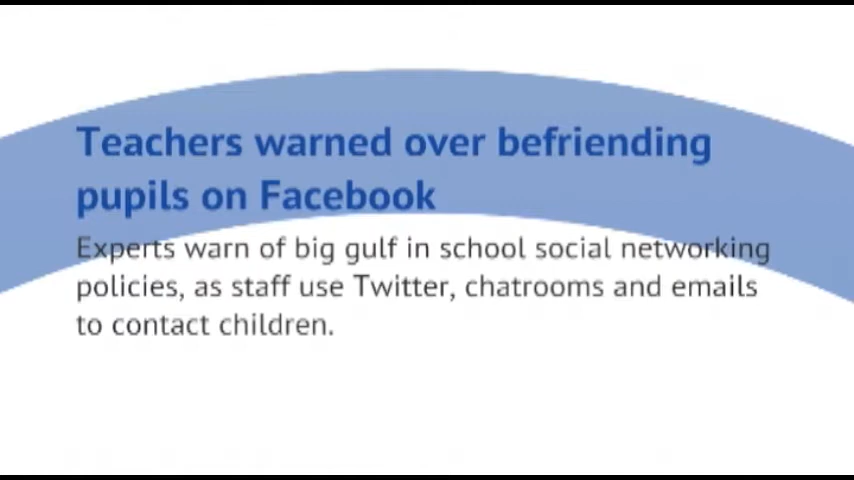 Teachers warned over befriending
pupils on Facebook
Experts warn of big gulf in school social networking
policies, as staff use Twitter, chatrooms and emails
to contact children.